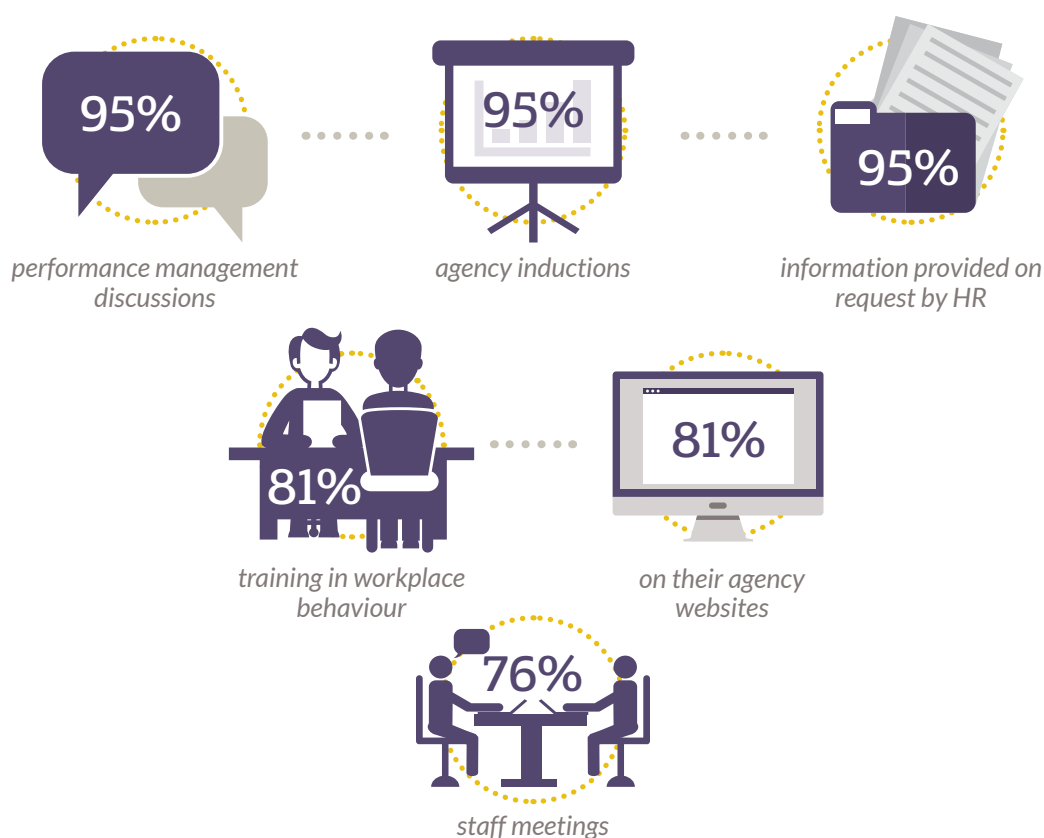 95%
95%
95%
performance management
discussions
agency inductions
information provided on
request by HR
81%
81%
training in workplace
behaviour
on their agency
websites
76%
staff meetings